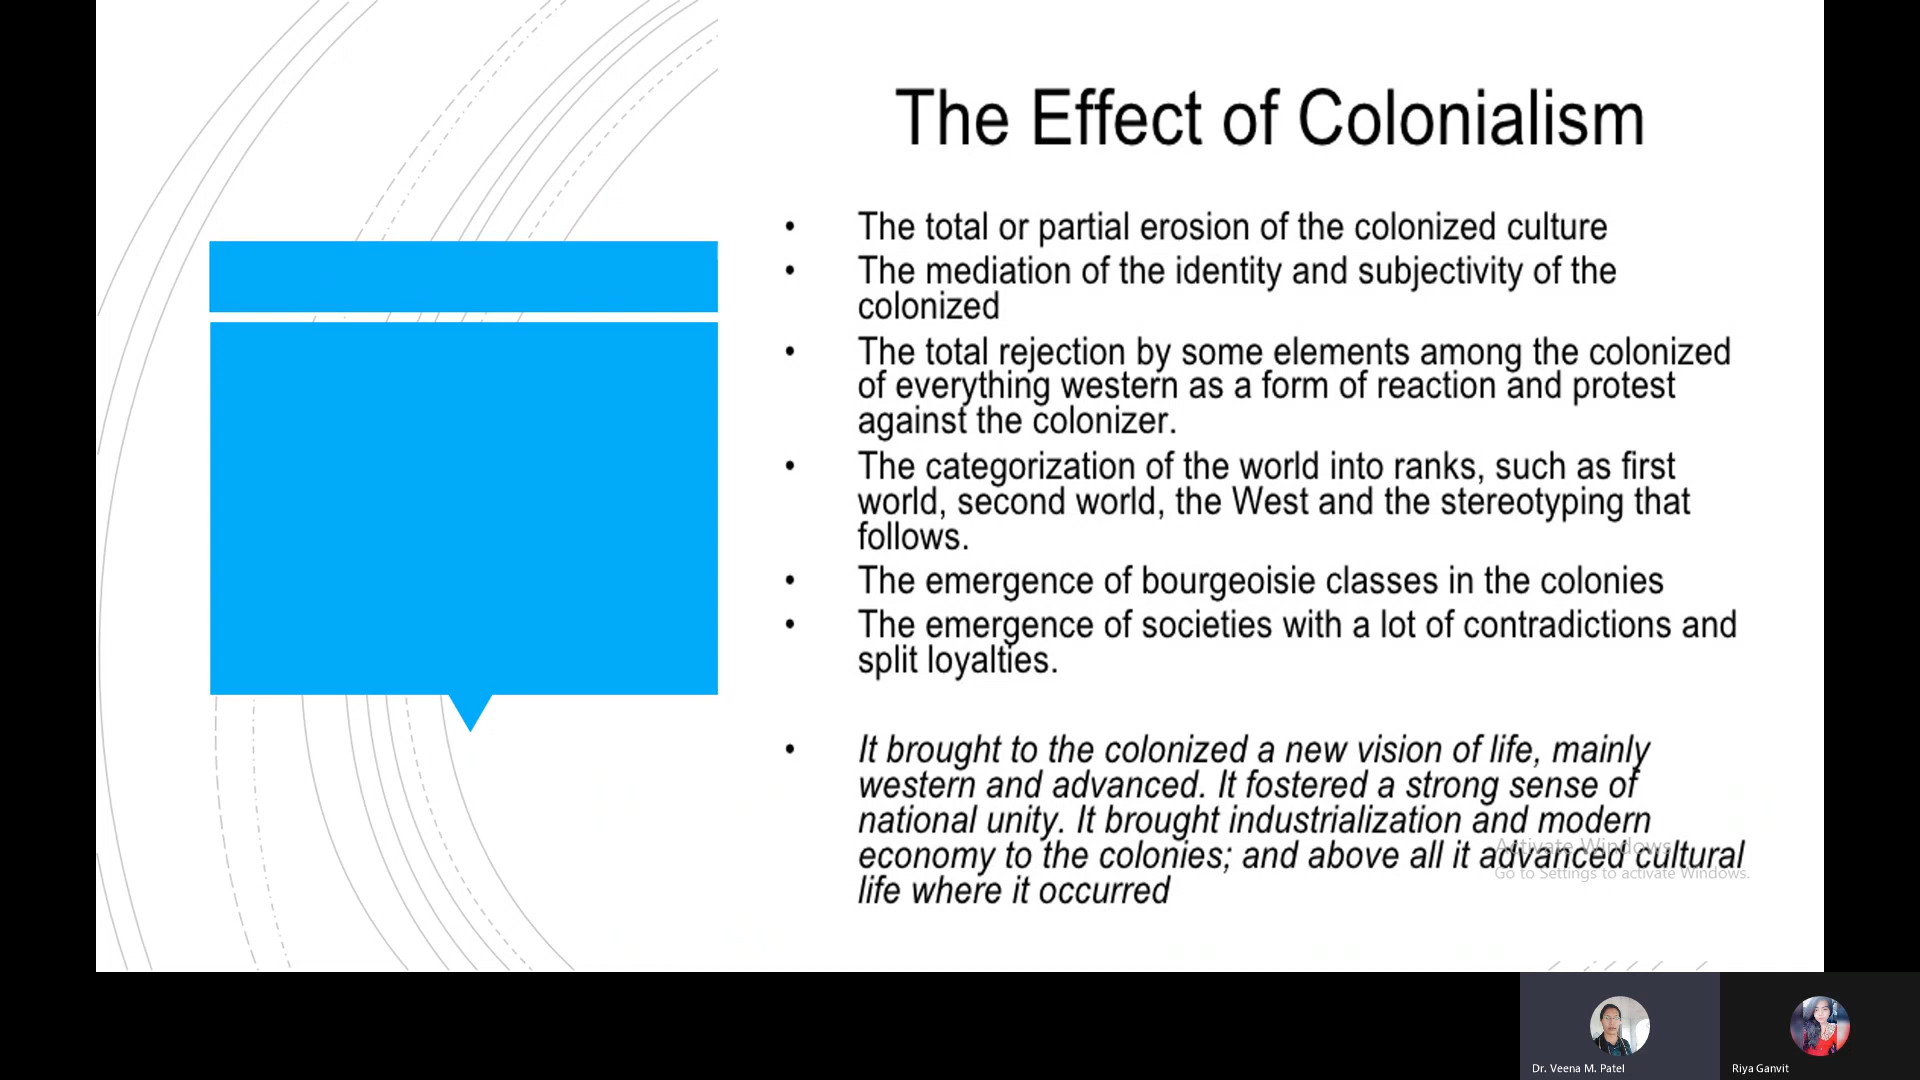 The Effect of Colonialism
• The total or partial erosion of the colonized culture
• The mediation of the identity and subjectivity of the
colonized
• The total rejection by some elements among the colonized
of everything western as a form of reaction and protest
against the colonizer.
• The categorization of the world into ranks, such as first
world, second world, the West and the stereotyping that
follows.
• The emergence of bourgeoisie classes in the colonies
• The emergence of societies with a lot of contradictions and
split loyalties.
• It brought to the colonized a new vision of life, mainly
western and advanced. It fostered a strong sense of
national unity. It brought industrialization and modern
economy to the colonies; and above all it advanced cultural
life where it occurred
Activate Windows
Go to Settings to activate Windows.
Dr. Veena M. Patel
Riya Ganvit